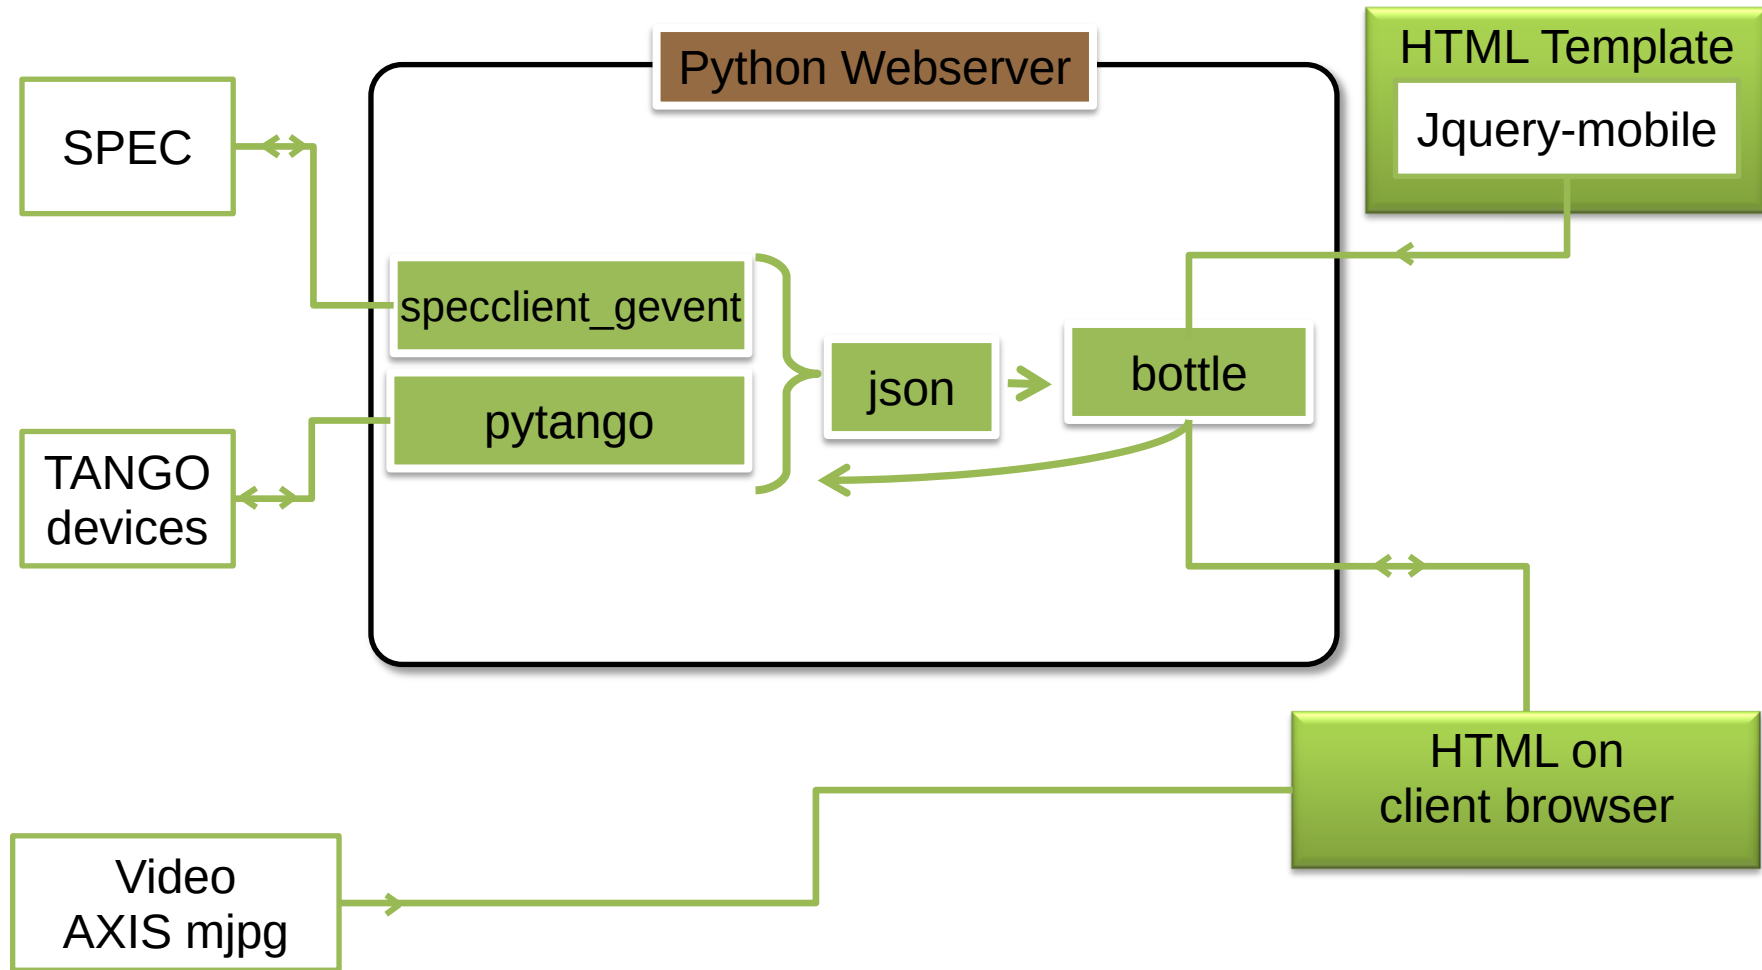 Python Webserver
HTML Template
Jquery-mobile
SPEC
specclient_gevent
json
bottle
pytango
TANGO
devices
HTML on
client browser
Video
AXIS mjpg